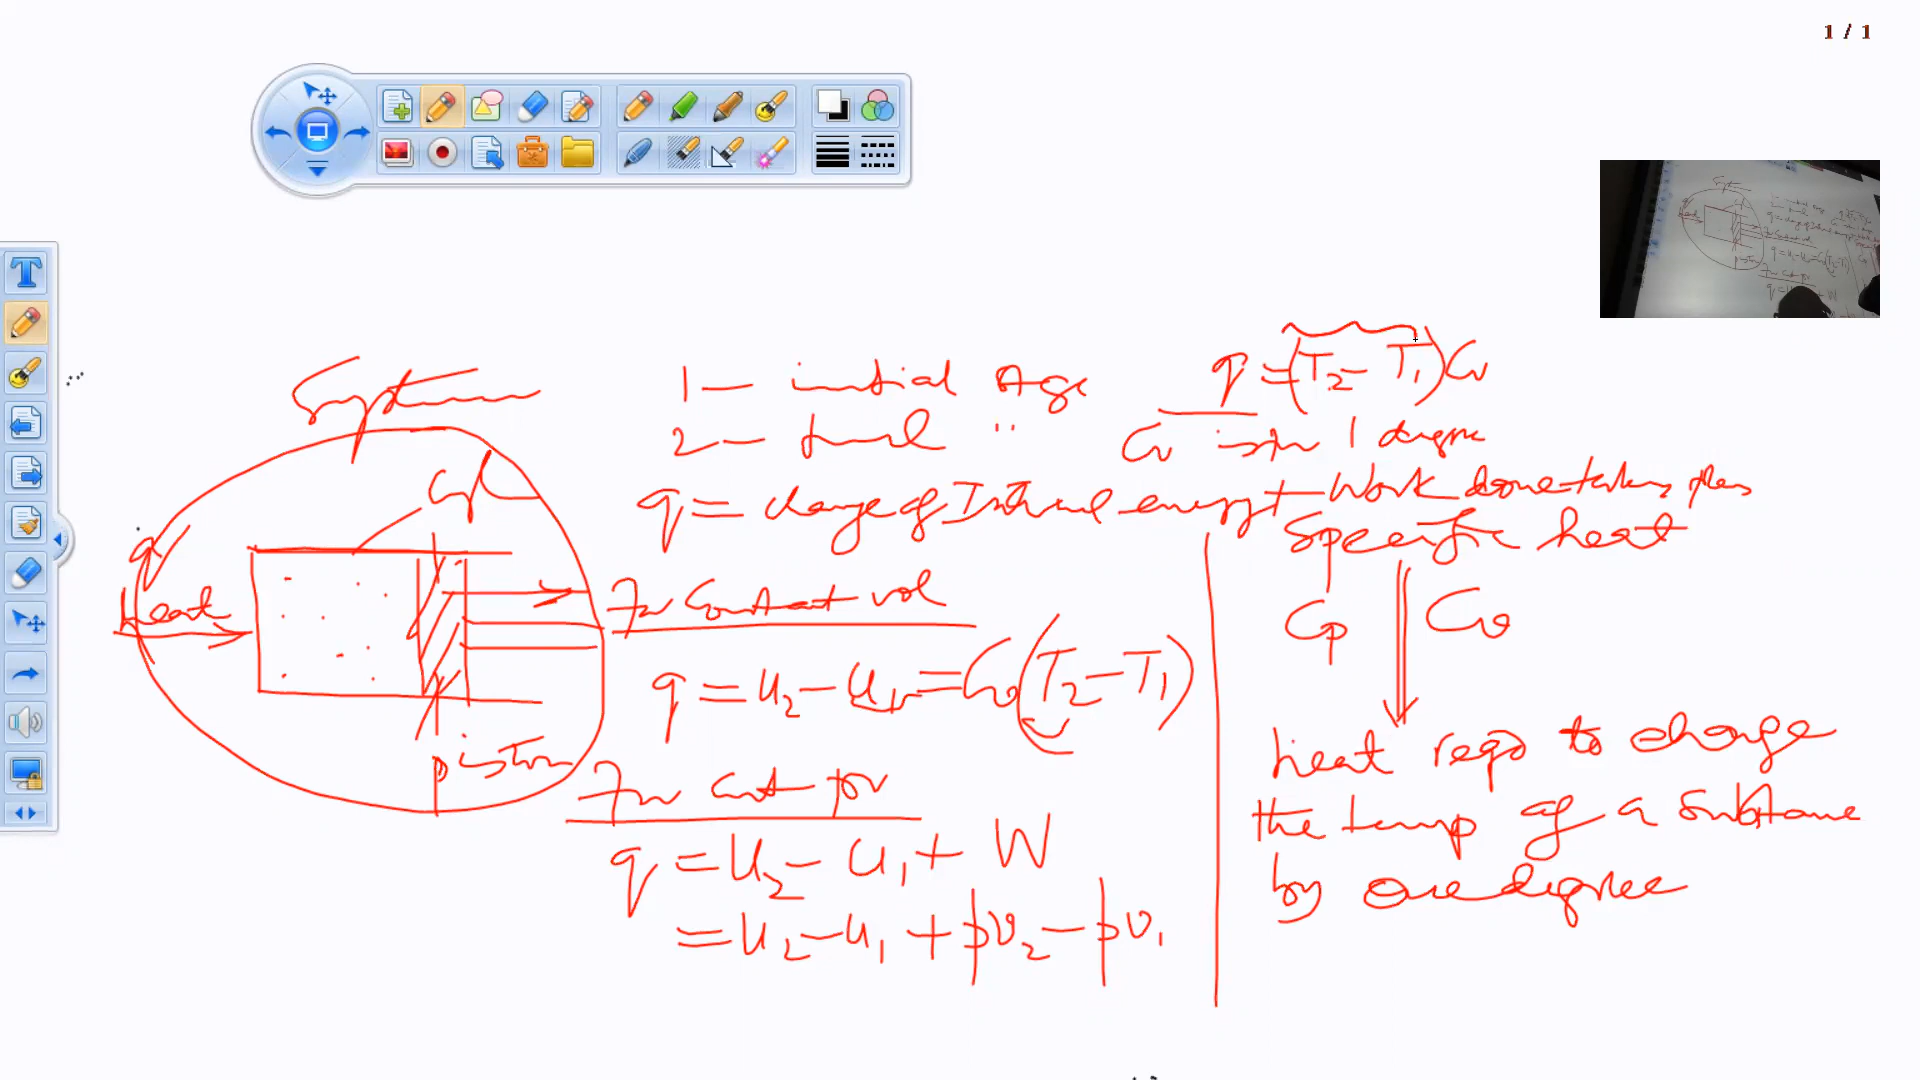 1 / 1
System
Cyl
q
heat
piston
1 — initial stage
2 — final "
q = change of Internal energy + Work done taking place
For Constant vol
q = u₂ – u₁ = Cv(T₂ – T₁)
For cnt pr
q = u₂ – u₁ + W
= u₂ – u₁ + pv₂ – pv₁
q = (T₂ – T₁)Cv
Cv is for 1 degree
Specific heat
Cp Cv
heat reqd to change
the temp of a substance
by one degree